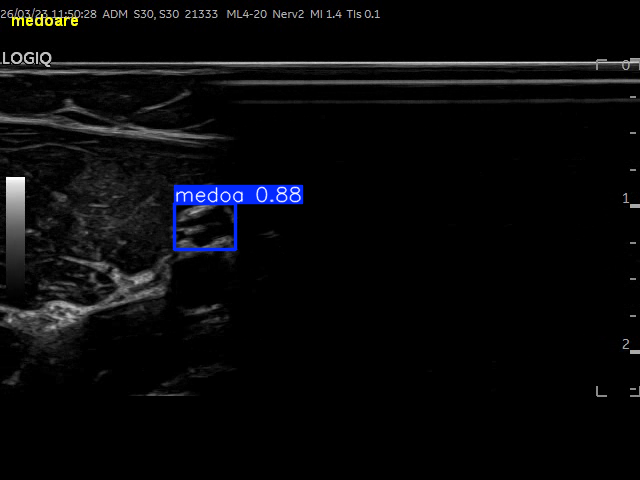 26/03/23 11:50:28 ADM S30, S30 21333 ML4-20 Nerv2 MI 1.4 TIs 0.1
medoare
LOGIQ
0
medoa 0.88
1
2